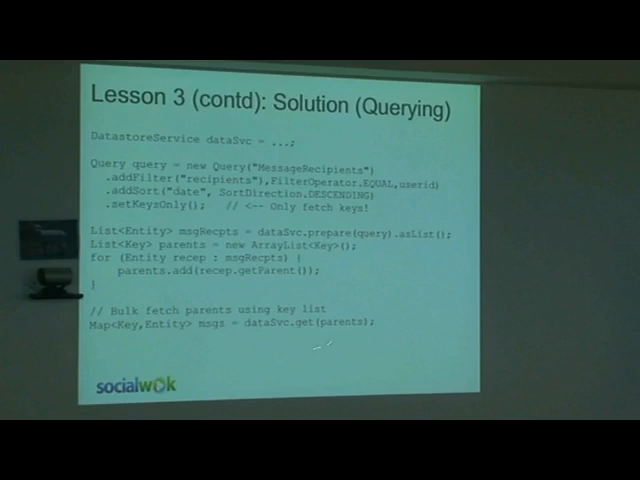 Lesson 3 (contd): Solution (Querying)
DatastoreService dataSvc = ...;
Query query = new Query("MessageRecipients")
.addFilter("recipients"),FilterOperator.EQUAL,userid)
.addSort("date", SortDirection.DESCENDING)
.setKeysOnly(); // <-- Only fetch keys!
List<Entity> msgRecpts = dataSvc.prepare(query).asList();
List<Key> parents = new ArrayList<Key>();
for (Entity recep : msgRecpts) {
parents.add(recep.getParent());
}
// Bulk fetch parents using key list
Map<Key,Entity> msgs = dataSvc.get(parents);
socialwok